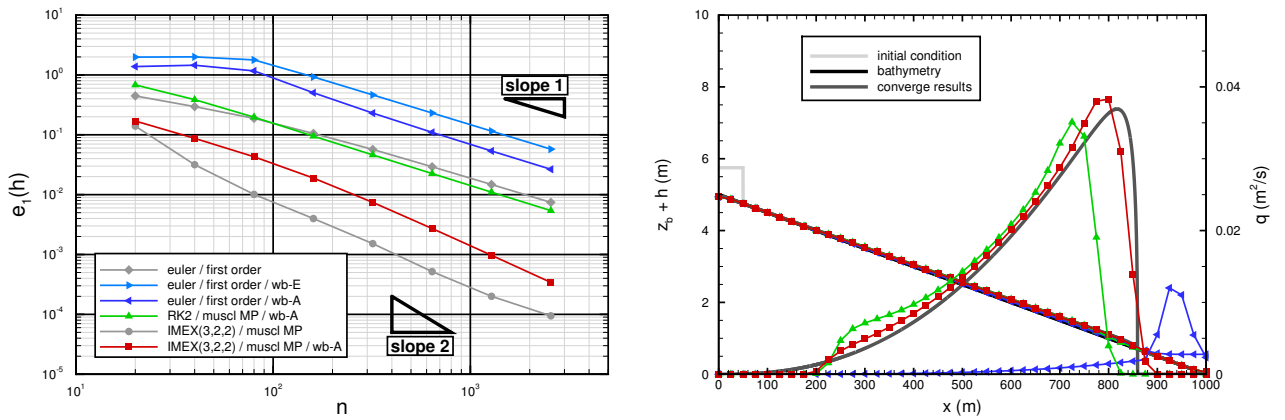 10^1
10^0
10^-1
10^-2
10^-3
10^-4
10^-5
e_1(h)
slope 1
slope 2
euler / first order
euler / first order / wb-E
euler / first order / wb-A
RK2 / muscl MP / wb-A
IMEX(3,2,2) / muscl MP
IMEX(3,2,2) / muscl MP / wb-A
10^1 10^2 10^3
n
10
8
6
4
2
0
z_b + h (m)
initial condition
bathymetry
converge results
0.04
0.02
0
q (m^2/s)
0 100 200 300 400 500 600 700 800 900 1000
x (m)